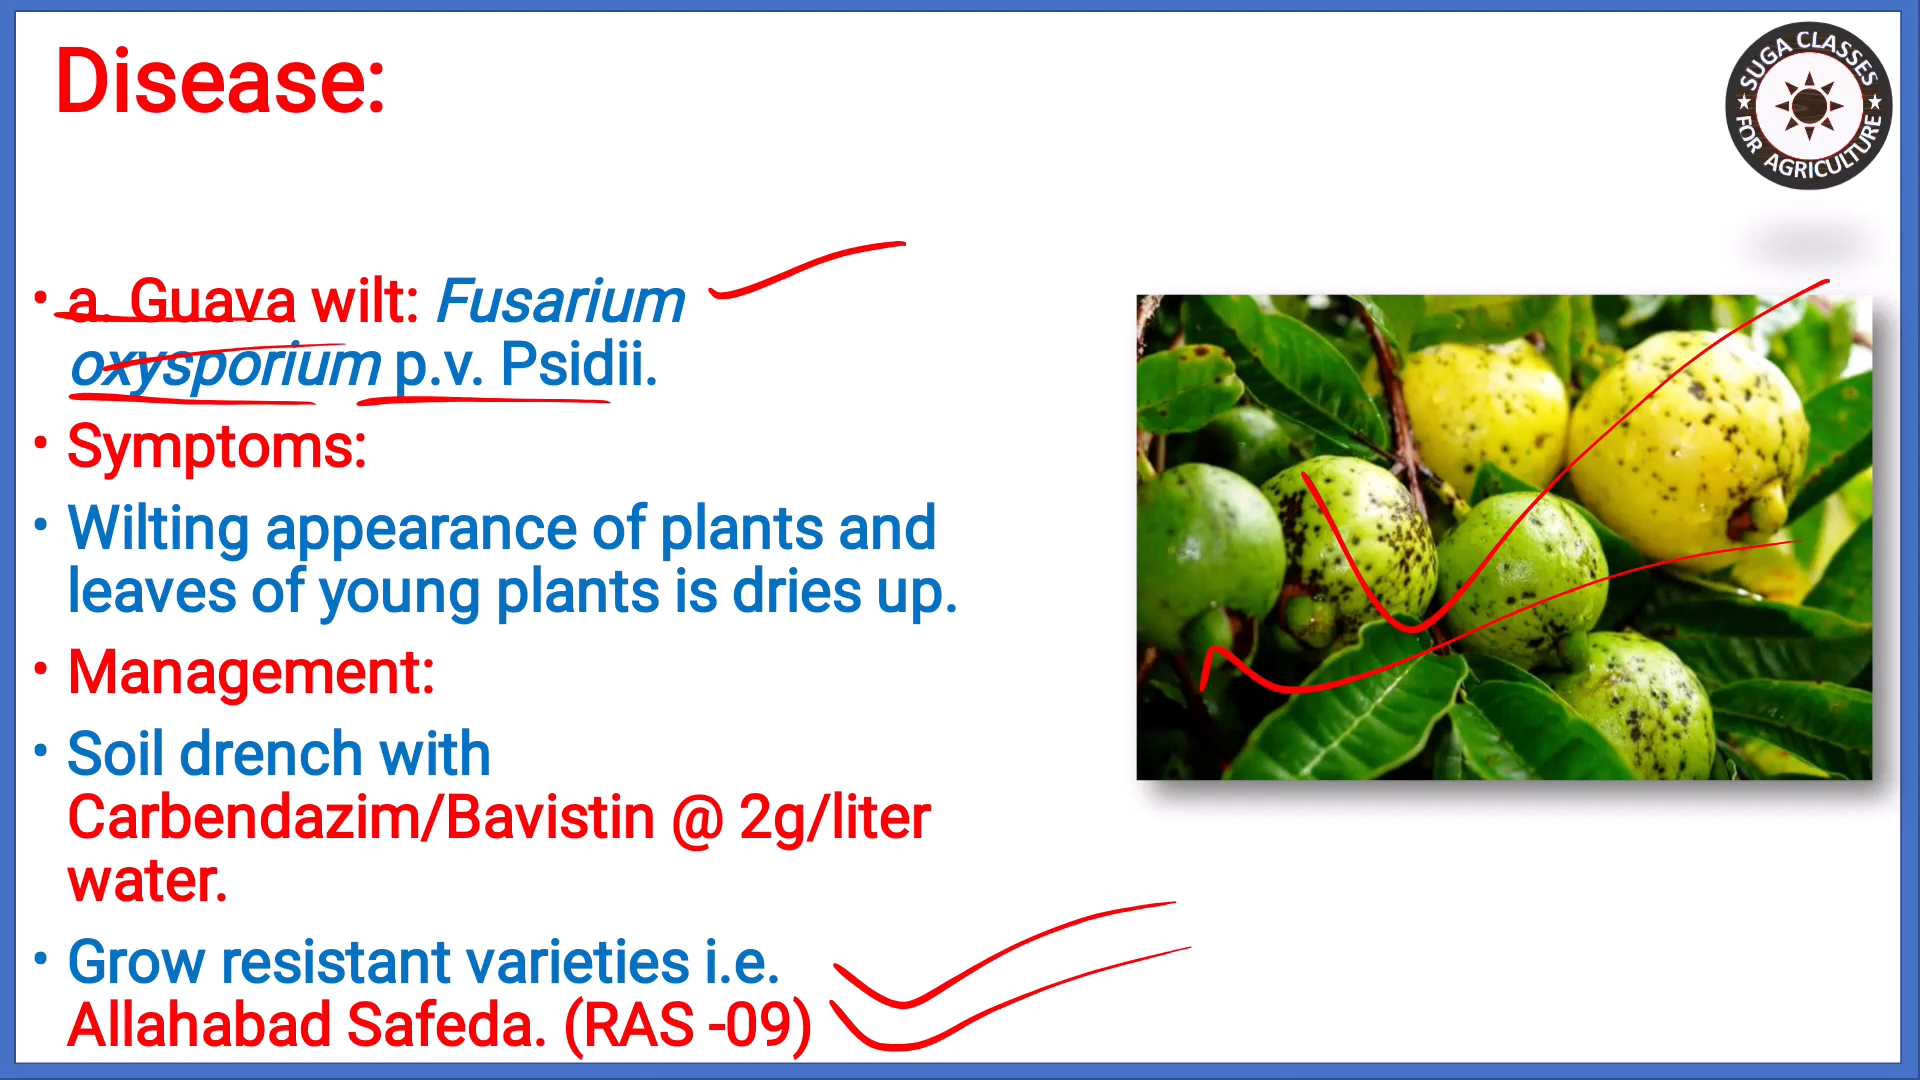 Disease:
SUGA CLASSES
FOR AGRICULTURE
• a. Guava wilt: Fusarium
oxysporium p.v. Psidii.
• Symptoms:
• Wilting appearance of plants and
leaves of young plants is dries up.
• Management:
• Soil drench with
Carbendazim/Bavistin @ 2g/liter
water.
• Grow resistant varieties i.e.
Allahabad Safeda. (RAS -09)